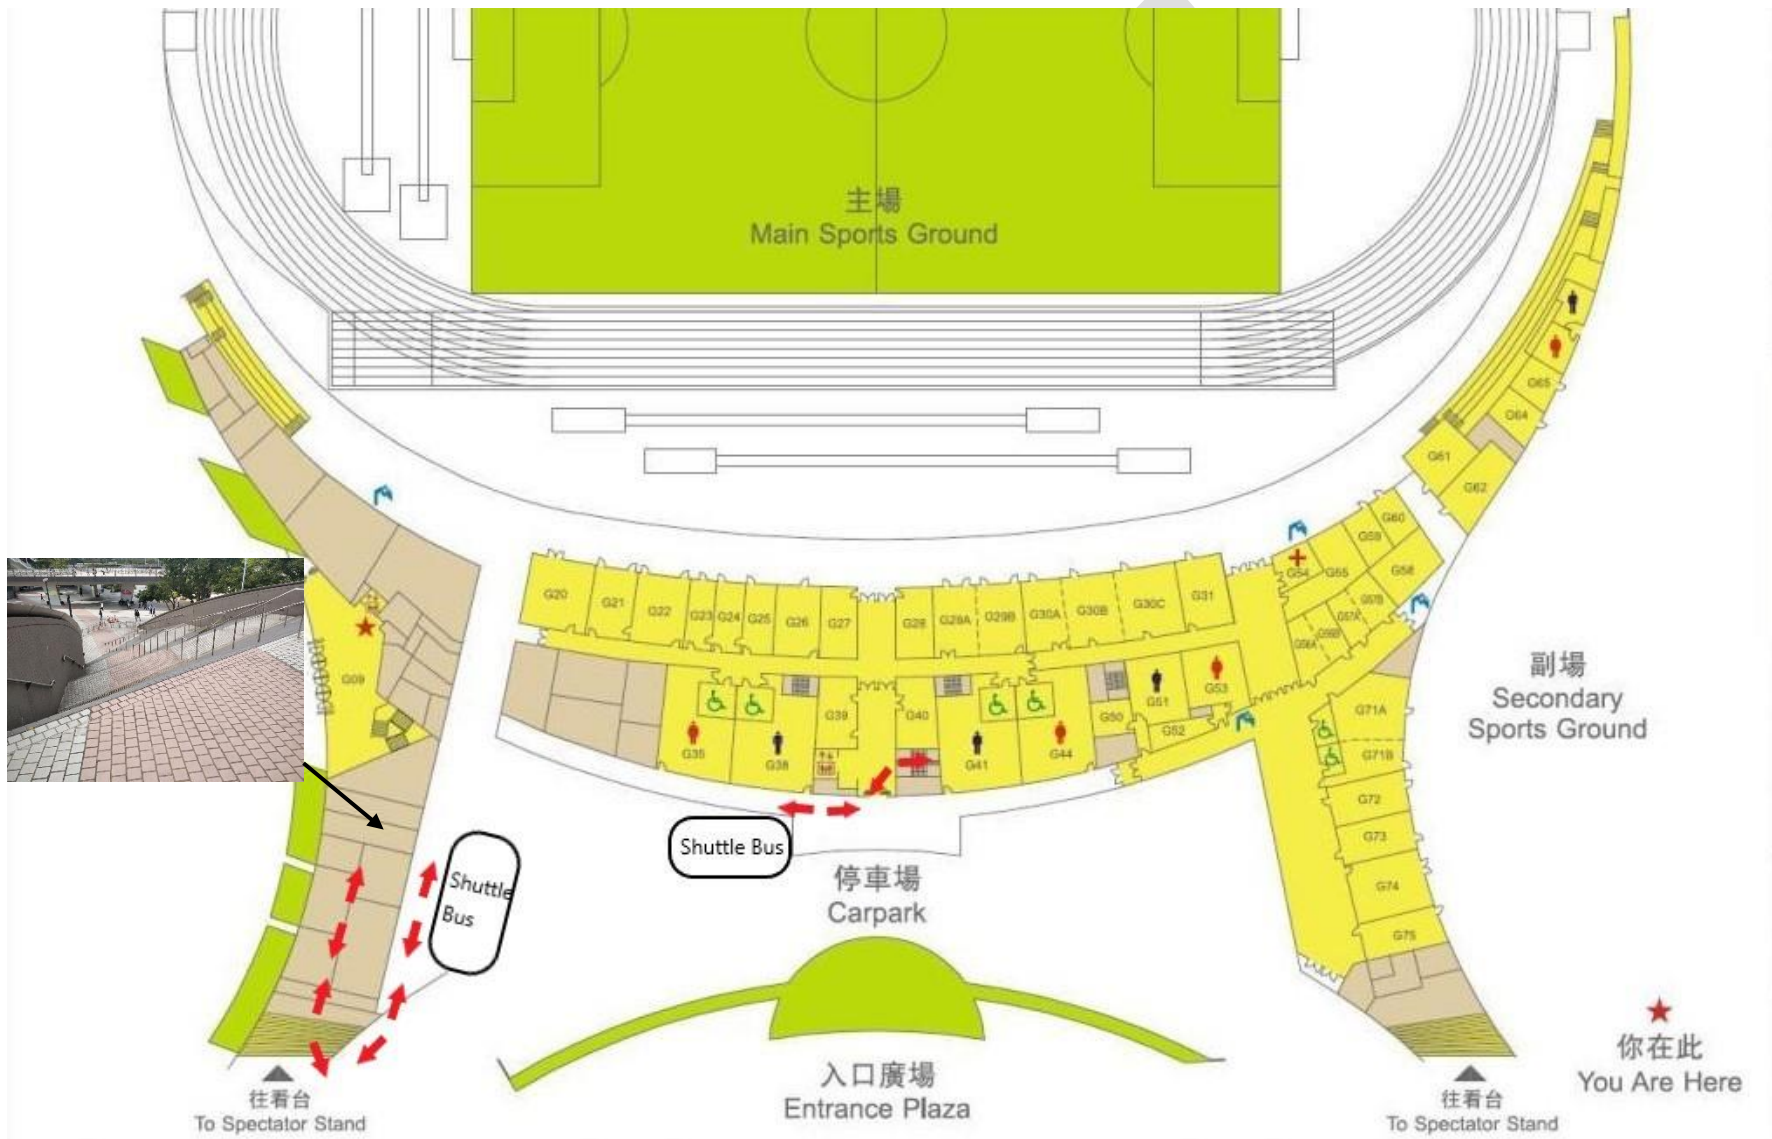 主場
Main Sports Ground
G65
G64
G61
G62
G60
G59
G54
G55
G58
G57B
G57A
G56B
G56A
G20
G21
G22
G23
G24
G25
G26
G27
G28
G29A
G29B
G30A
G30B
G30C
G31
G09
G35
G38
G39
G40
G41
G44
G50
G51
G52
G53
G71A
G71B
G72
G73
G74
G75
副場
Secondary
Sports Ground
Shuttle Bus
Shuttle
Bus
停車場
Carpark
入口廣場
Entrance Plaza
往看台
To Spectator Stand
往看台
To Spectator Stand
你在此
You Are Here